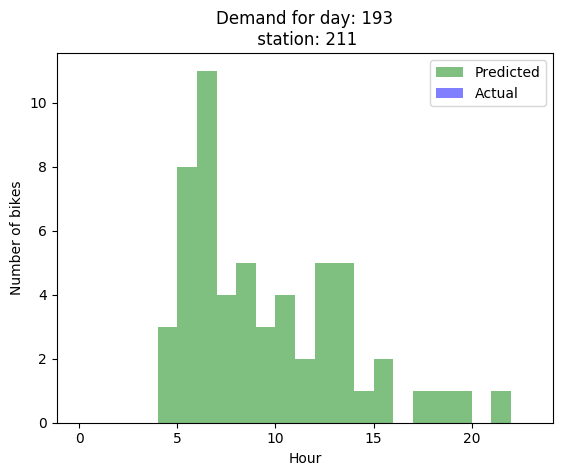 Demand for day: 193
station: 211
Predicted
Actual
Number of bikes
10
8
6
4
2
0
0 5 10 15 20
Hour